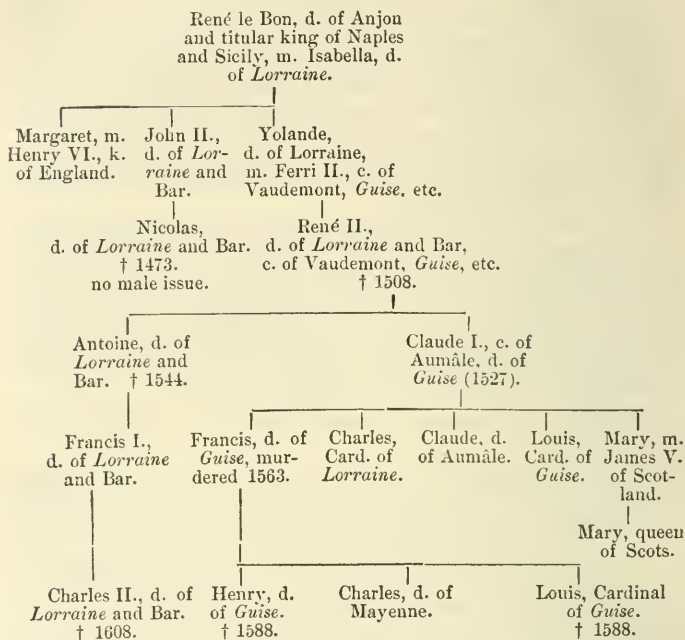 René le Bon, d. of Anjou
and titular king of Naples
and Sicily, m. Isabella, d.
of Lorraine.
Margaret, m.
Henry VI., k.
of England.
John II.,
d. of Lor-
raine and
Bar.
Yolande,
d. of Lorraine,
m. Ferri II., c. of
Vaudemont, Guise, etc.
Nicolas,
d. of Lorraine and Bar.
† 1473.
no male issue.
René II.,
d. of Lorraine and Bar,
c. of Vaudemont, Guise, etc.
† 1508.
Antoine, d. of
Lorraine and
Bar. † 1544.
Claude I., c. of
Aumâle, d. of
Guise (1527).
Francis I.,
d. of Lorraine
and Bar.
Francis, d. of
Guise, mur-
dered 1563.
Charles,
Card. of
Lorraine.
Claude, d.
of Aumâle.
Louis,
Card. of
Guise.
Mary, m.
James V.
of Scot-
land.
Mary, queen
of Scots.
Charles II., d. of
Lorraine and Bar.
† 1608.
Henry, d.
of Guise.
† 1588.
Charles, d. of
Mayenne.
Louis, Cardinal
of Guise.
† 1588.